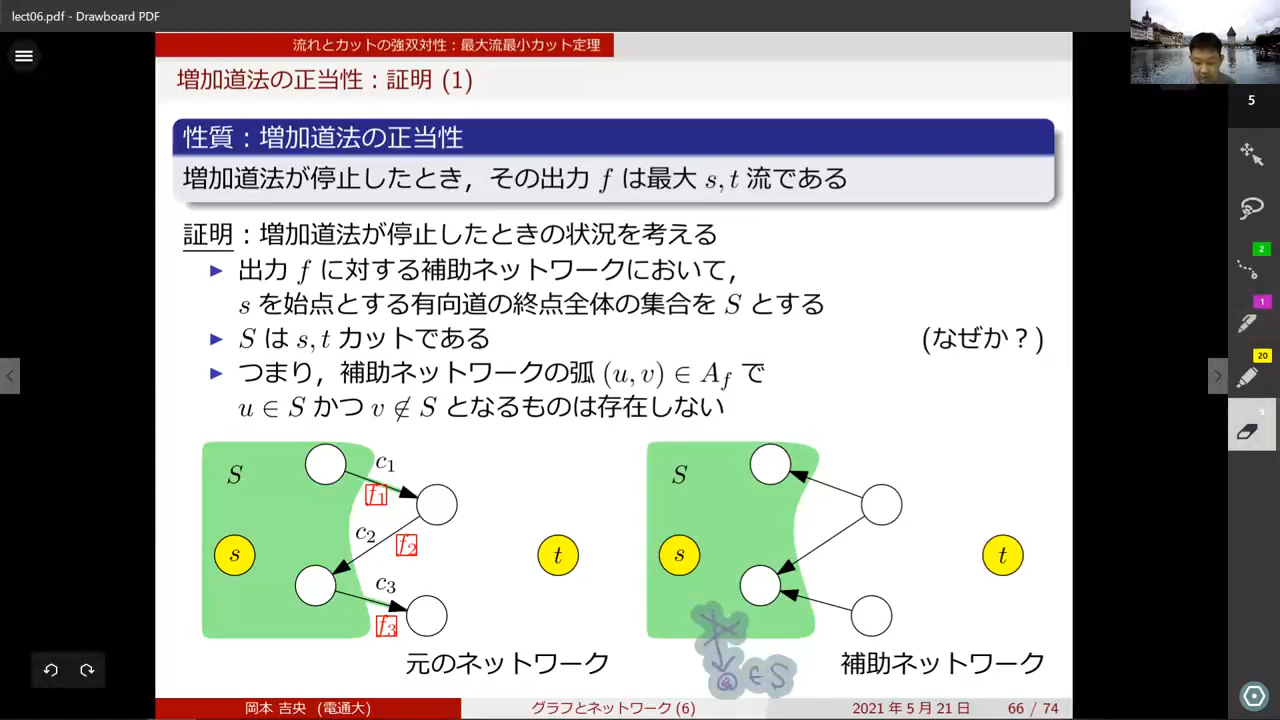 lect06.pdf - Drawboard PDF
流れとカットの強双対性：最大流最小カット定理
増加道法の正当性：証明 (1)
性質：増加道法の正当性
増加道法が停止したとき，その出力 f は最大 s, t 流である
証明：増加道法が停止したときの状況を考える
▶ 出力 f に対する補助ネットワークにおいて，
s を始点とする有向道の終点全体の集合を S とする
▶ S は s, t カットである (なぜか？)
▶ つまり，補助ネットワークの弧 (u, v) ∈ A_f で
u ∈ S かつ v ∉ S となるものは存在しない
S c₁
f₁
c₂ f₂
s t
c₃
f₃
元のネットワーク
S
s t
∈ S
補助ネットワーク
岡本 吉央 (電通大) グラフとネットワーク (6) 2021 年 5 月 21 日 66 / 74
5
2
1
20